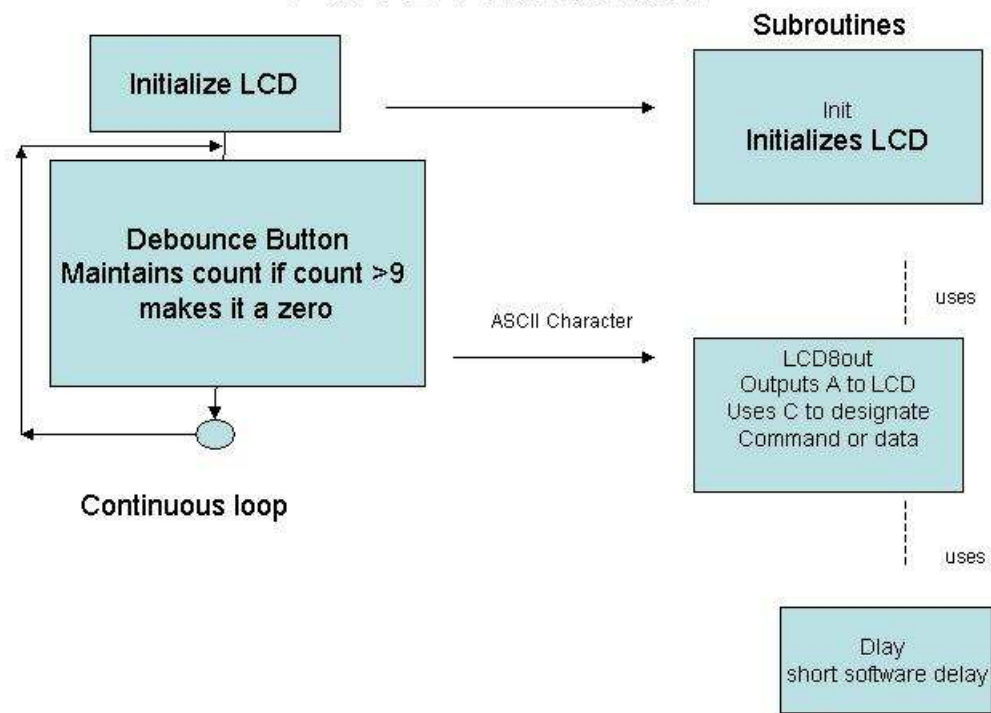 Subroutines
Initialize LCD
Init
Initializes LCD
Debounce Button
Maintains count if count >9
makes it a zero
uses
ASCII Character
LCD8out
Outputs A to LCD
Uses C to designate
Command or data
Continuous loop
uses
Dlay
short software delay